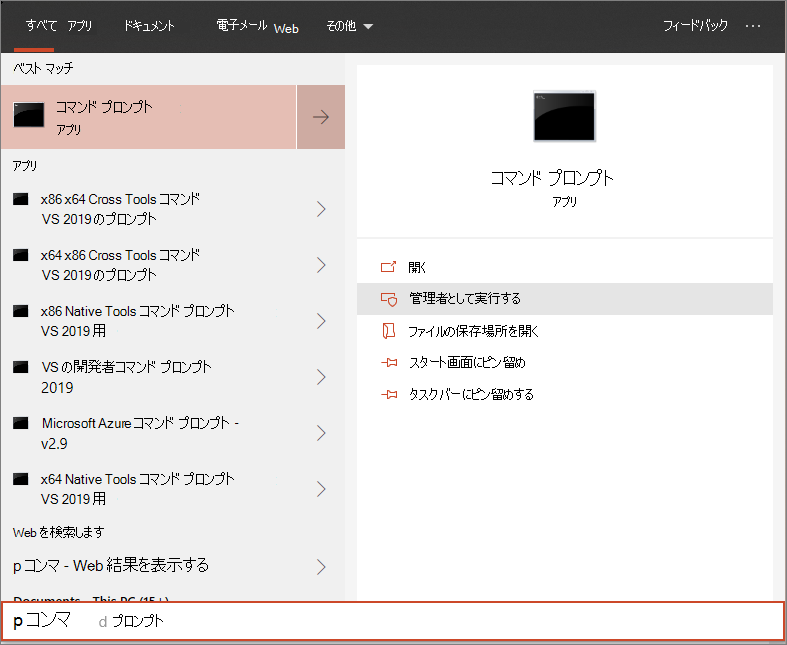 すべて アプリ ドキュメント 電子メール Web その他 フィードバック ...
ベスト マッチ
コマンド プロンプト
アプリ
アプリ
x86 x64 Cross Tools コマンド
VS 2019のプロンプト
x64 x86 Cross Tools コマンド
VS 2019のプロンプト
x86 Native Tools コマンド プロンプト
VS 2019 用
VS の開発者コマンド プロンプト
2019
Microsoft Azure コマンド プロンプト -
v2.9
x64 Native Tools コマンド プロンプト
VS 2019 用
Web を検索します
p コンマ - Web 結果を表示する
Documents - This PC (15+)
p コンマ d プロンプト
コマンド プロンプト
アプリ
開く
管理者として実行する
ファイルの保存場所を開く
スタート画面にピン留め
タスクバーにピン留めする